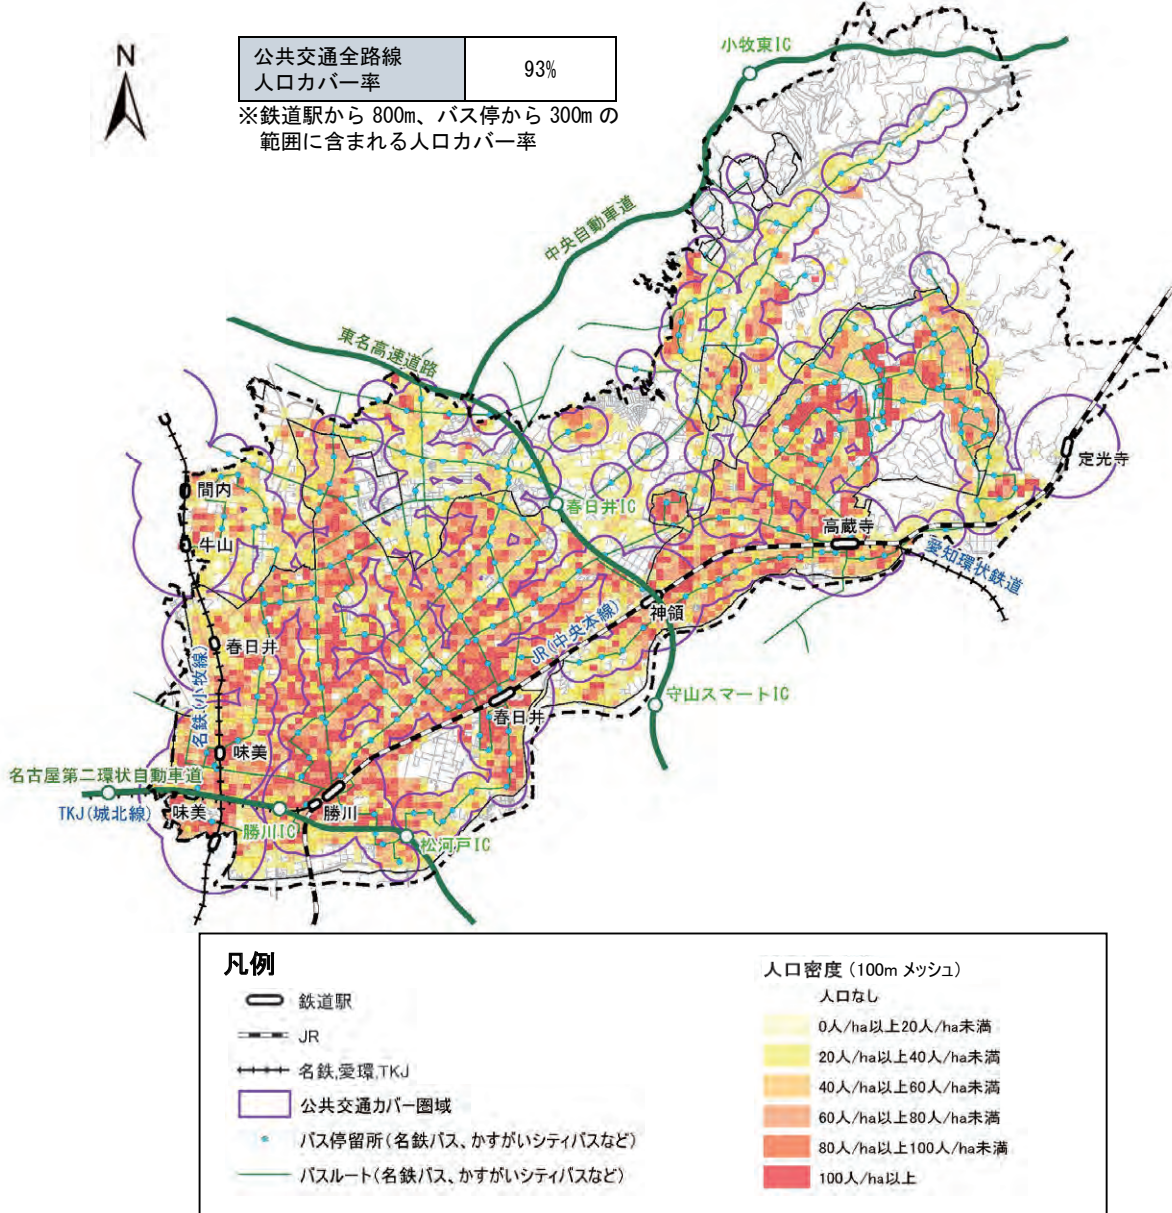 N
公共交通全路線
人口カバー率
93%
※鉄道駅から 800m、バス停から 300m の
範囲に含まれる人口カバー率
小牧東IC
中央自動車道
東名高速道路
定光寺
間内
春日井IC
高蔵寺
牛山
愛知環状鉄道
神領
JR(中央本線)
春日井
名鉄(小牧線)
守山スマートIC
春日井
味美
名古屋第二環状自動車道
TKJ(城北線)
味美
勝川IC
勝川
松河戸IC
凡例
鉄道駅
JR
名鉄,愛環,TKJ
公共交通カバー圏域
バス停留所(名鉄バス、かすがいシティバスなど)
バスルート(名鉄バス、かすがいシティバスなど)
人口密度 (100m メッシュ)
人口なし
0人/ha以上20人/ha未満
20人/ha以上40人/ha未満
40人/ha以上60人/ha未満
60人/ha以上80人/ha未満
80人/ha以上100人/ha未満
100人/ha以上